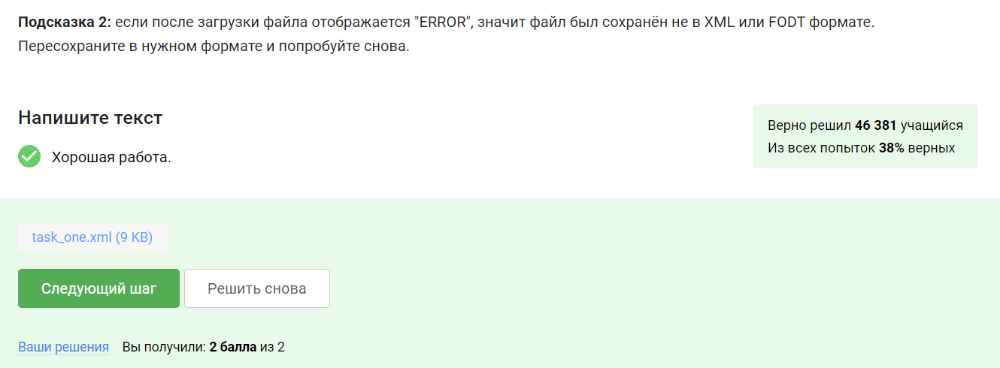 Подсказка 2: если после загрузки файла отображается "ERROR", значит файл был сохранён не в XML или FODT формате.
Пересохраните в нужном формате и попробуйте снова.
Напишите текст
Верно решил 46 381 учащийся
Из всех попыток 38% верных
Хорошая работа.
task_one.xml (9 KB)
Следующий шаг
Решить снова
Ваши решения
Вы получили: 2 балла из 2